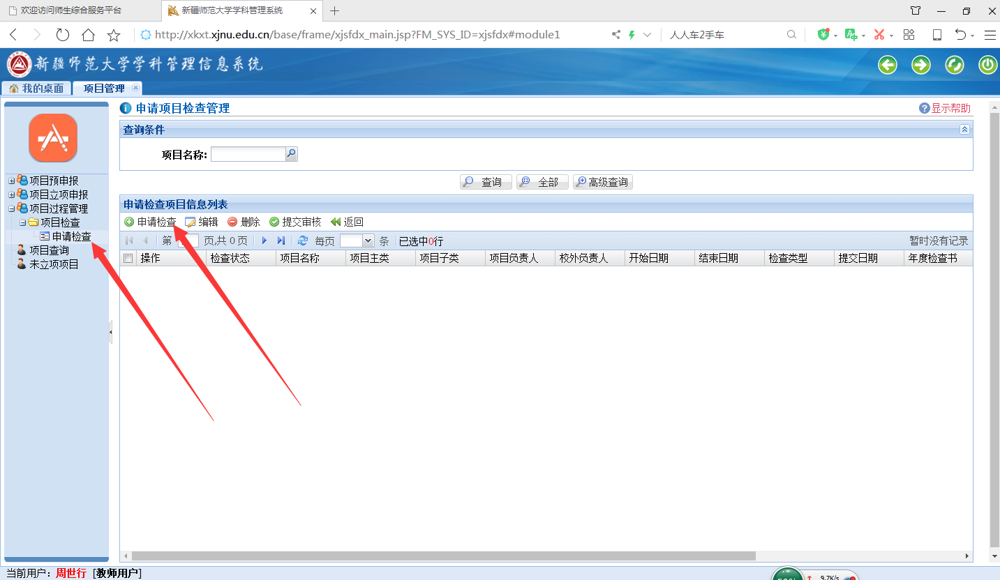 欢迎访问师生综合服务平台
新疆师范大学学科管理系统
http://xkxt.xjnu.edu.cn/base/frame/xjsfdx_main.jsp?FM_SYS_ID=xjsfdx#module1
人人车2手车
新疆师范大学学科管理信息系统
我的桌面
项目管理
申请项目检查管理
显示帮助
查询条件
项目名称:
查询
全部
高级查询
项目预申报
项目立项申报
项目过程管理
项目检查
申请检查
项目查询
未立项项目
申请检查项目信息列表
申请检查 编辑 删除 提交审核 返回
第 页,共 0 页 每页 条 已选中0行 暂时没有记录
操作 检查状态 项目名称 项目主类 项目子类 项目负责人 校外负责人 开始日期 结束日期 检查类型 提交日期 年度检查书
当前用户：周世行 [教师用户]
9.7K/s